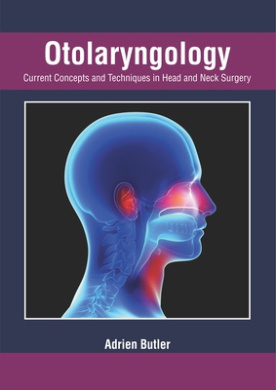 Otolaryngology
Current Concepts and Techniques in Head and Neck Surgery
Adrien Butler